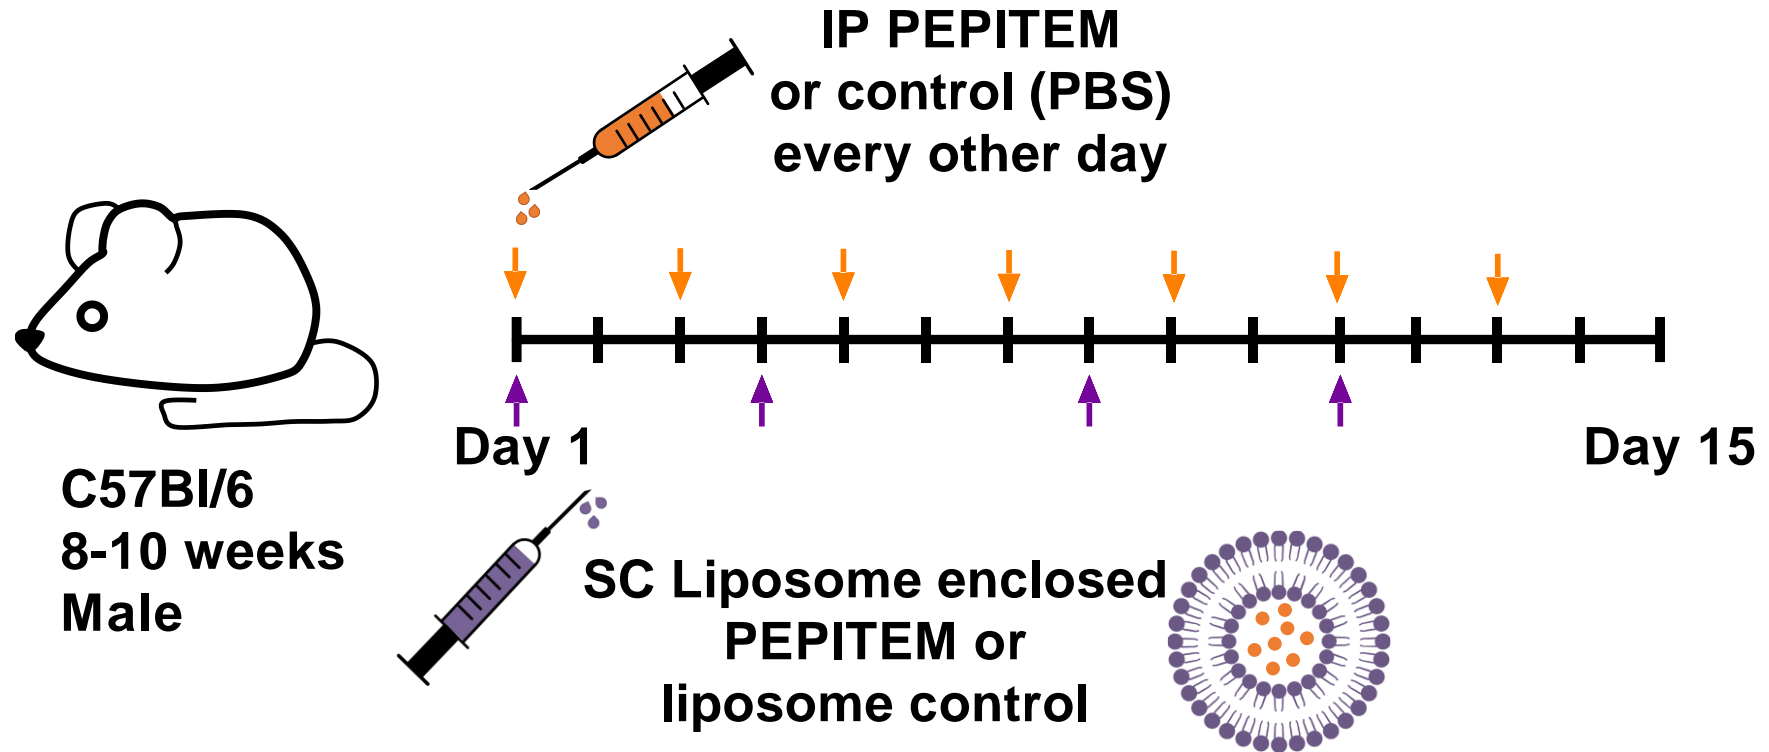 IP PEPITEM
or control (PBS)
every other day
Day 1
Day 15
C57Bl/6
8-10 weeks
Male
SC Liposome enclosed
PEPITEM or
liposome control